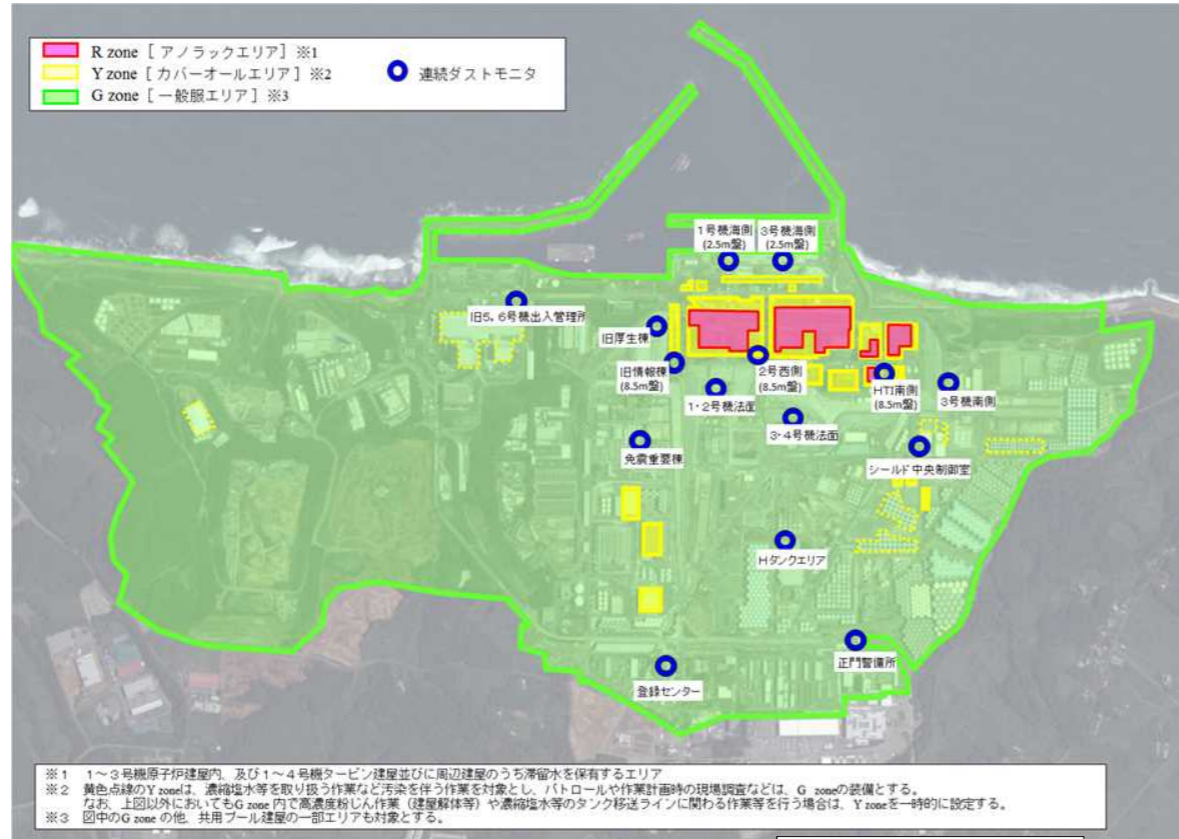 R zone [ アノラックエリア] ※1
Y zone [ カバーオールエリア] ※2
G zone [ 一般服エリア] ※3
連続ダストモニタ
1号機海側
(2.5m盤)
3号機海側
(2.5m盤)
旧5。6号機出入管理所
旧厚生棟
旧情報棟
(8.5m盤)
2号西側
(8.5m盤)
1・2号機法面
HTI南側
(8.5m盤)
3号機南側
3・4号機法面
免震重要棟
シールド中央制御室
Hタンクエリア
正門警備所
登録センター
※1 1～3号機原子炉建屋内、及び1～4号機タービン建屋並びに周辺建屋のうち滞留水を保有するエリア
※2 黄色点線のY zoneは、濃縮塩水等を取り扱う作業など汚染を伴う作業を対象とし、パトロールや作業計画時の現場調査などは、G zoneの装備とする。
なお、上図以外においてもG zone 内で高濃度粉じん作業（建屋解体等）や濃縮塩水等のタンク移送ラインに関わる作業等を行う場合は、Y zoneを一時的に設定する。
※3 図中のG zone の他、共用プール建屋の一部エリアも対象とする。